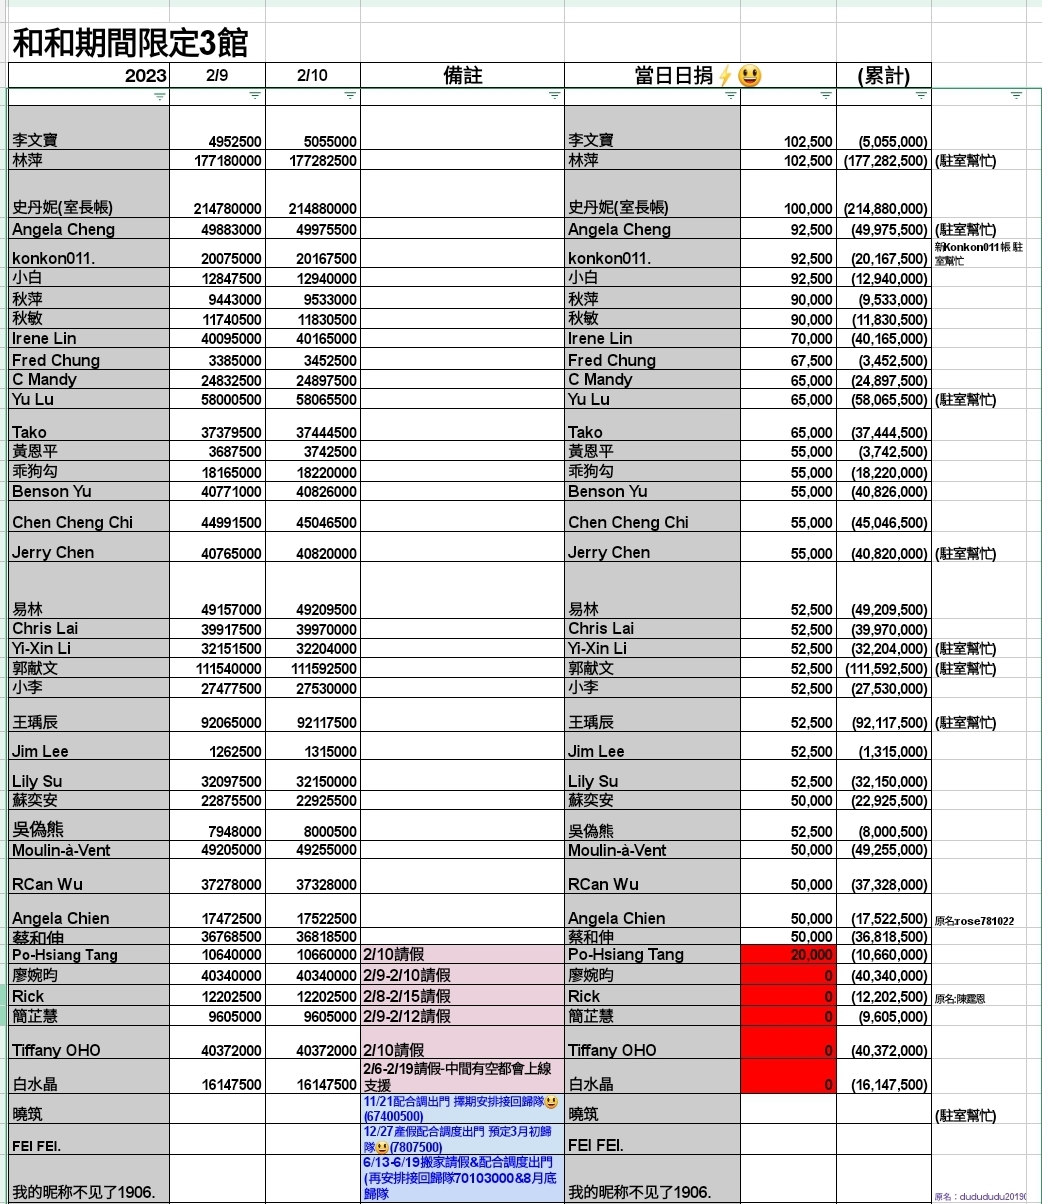 和和期間限定3館
2023 2/9 2/10 備註 當日日捐⚡😃 (累計)
李文寶 4952500 5055000 李文寶 102,500 (5,055,000)
林萍 177180000 177282500 林萍 102,500 (177,282,500) (駐室幫忙)
史丹妮(室長帳) 214780000 214880000 史丹妮(室長帳) 100,000 (214,880,000)
Angela Cheng 49883000 49975500 Angela Cheng 92,500 (49,975,500) (駐室幫忙)
konkon011. 20075000 20167500 konkon011. 92,500 (20,167,500) 新Konkon011帳 駐
室幫忙
小白 12847500 12940000 小白 92,500 (12,940,000)
秋萍 9443000 9533000 秋萍 90,000 (9,533,000)
秋敏 11740500 11830500 秋敏 90,000 (11,830,500)
Irene Lin 40095000 40165000 Irene Lin 70,000 (40,165,000)
Fred Chung 3385000 3452500 Fred Chung 67,500 (3,452,500)
C Mandy 24832500 24897500 C Mandy 65,000 (24,897,500)
Yu Lu 58000500 58065500 Yu Lu 65,000 (58,065,500) (駐室幫忙)
Tako 37379500 37444500 Tako 65,000 (37,444,500)
黃恩平 3687500 3742500 黃恩平 55,000 (3,742,500)
乖狗勾 18165000 18220000 乖狗勾 55,000 (18,220,000)
Benson Yu 40771000 40826000 Benson Yu 55,000 (40,826,000)
Chen Cheng Chi 44991500 45046500 Chen Cheng Chi 55,000 (45,046,500)
Jerry Chen 40765000 40820000 Jerry Chen 55,000 (40,820,000) (駐室幫忙)
易林 49157000 49209500 易林 52,500 (49,209,500)
Chris Lai 39917500 39970000 Chris Lai 52,500 (39,970,000)
Yi-Xin Li 32151500 32204000 Yi-Xin Li 52,500 (32,204,000) (駐室幫忙)
郭献文 111540000 111592500 郭献文 52,500 (111,592,500) (駐室幫忙)
小李 27477500 27530000 小李 52,500 (27,530,000)
王瑀辰 92065000 92117500 王瑀辰 52,500 (92,117,500) (駐室幫忙)
Jim Lee 1262500 1315000 Jim Lee 52,500 (1,315,000)
Lily Su 32097500 32150000 Lily Su 52,500 (32,150,000)
蘇奕安 22875500 22925500 蘇奕安 50,000 (22,925,500)
吳偽熊 7948000 8000500 吳偽熊 52,500 (8,000,500)
Moulin-à-Vent 49205000 49255000 Moulin-à-Vent 50,000 (49,255,000)
RCan Wu 37278000 37328000 RCan Wu 50,000 (37,328,000)
Angela Chien 17472500 17522500 Angela Chien 50,000 (17,522,500) 原名:rose781022
蔡和伸 36768500 36818500 蔡和伸 50,000 (36,818,500)
Po-Hsiang Tang 10640000 10660000 2/10請假 Po-Hsiang Tang 20,000 (10,660,000)
廖婉昀 40340000 40340000 2/9-2/10請假 廖婉昀 0 (40,340,000)
Rick 12202500 12202500 2/8-2/15請假 Rick 0 (12,202,500) 原名:陳霆恩
簡芷慧 9605000 9605000 2/9-2/12請假 簡芷慧 0 (9,605,000)
Tiffany OHO 40372000 40372000 2/10請假 Tiffany OHO 0 (40,372,000)
白水晶 16147500 16147500 2/6-2/19請假-中間有空都會上線
支援 白水晶 0 (16,147,500)
曉筑 11/21配合調出門 擇期安排接回歸隊😃
(67400500) 曉筑 (駐室幫忙)
FEI FEI. 12/27產假配合調度出門 預定3月初歸
隊😃(7807500) FEI FEI.
我的昵称不见了1906. 6/13-6/19搬家請假&配合調度出門
(再安排接回歸隊70103000&8月底
歸隊 我的昵称不见了1906. 原名：dudududu2019